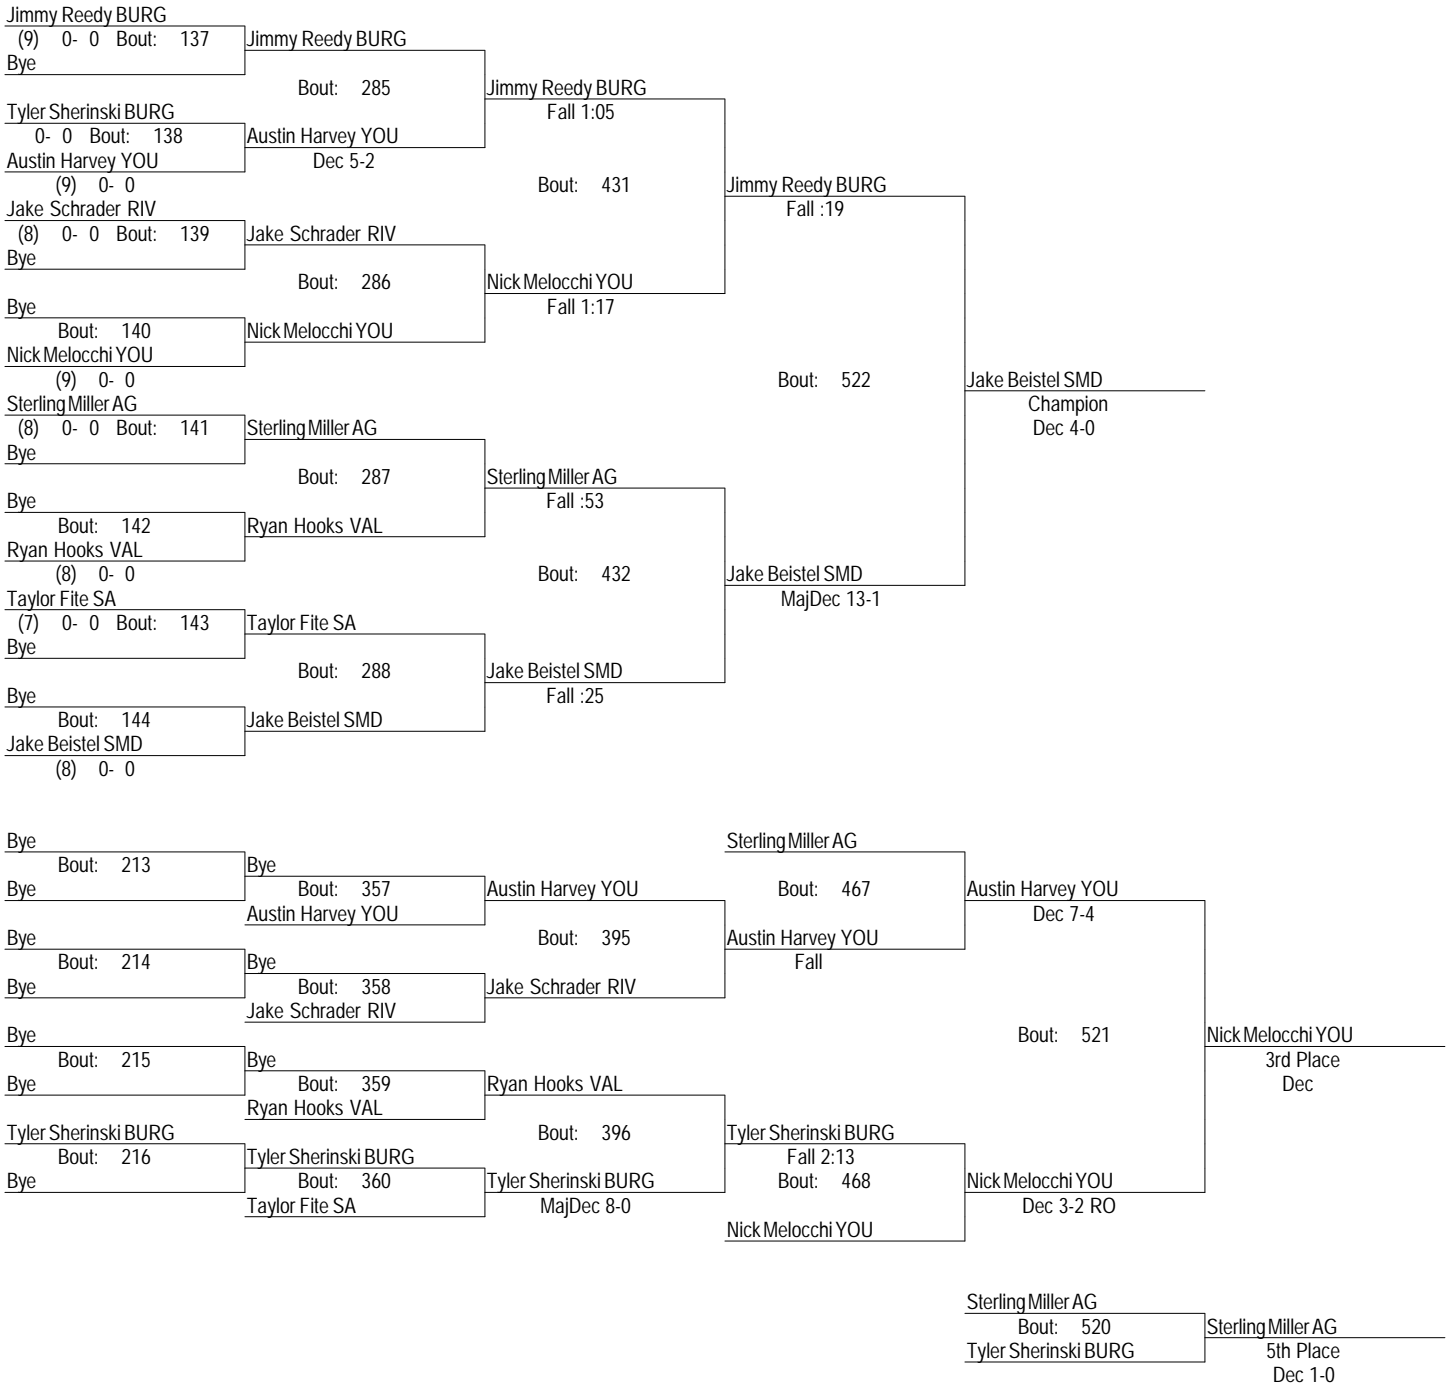 Jimmy Reedy BURG
(9) 0- 0 Bout: 137 Jimmy Reedy BURG
Bye
Bout: 285 Jimmy Reedy BURG
Tyler Sherinski BURG Fall 1:05
0- 0 Bout: 138 Austin Harvey YOU
Austin Harvey YOU Dec 5-2
(9) 0- 0 Bout: 431 Jimmy Reedy BURG
Jake Schrader RIV Fall :19
(8) 0- 0 Bout: 139 Jake Schrader RIV
Bye
Bout: 286 Nick Melocchi YOU
Bye Fall 1:17
Bout: 140 Nick Melocchi YOU
Nick Melocchi YOU
(9) 0- 0 Bout: 522 Jake Beistel SMD
Sterling Miller AG Champion
(8) 0- 0 Bout: 141 Sterling Miller AG Dec 4-0
Bye
Bout: 287 Sterling Miller AG
Bye Fall :53
Bout: 142 Ryan Hooks VAL
Ryan Hooks VAL
(8) 0- 0 Bout: 432 Jake Beistel SMD
Taylor Fite SA MajDec 13-1
(7) 0- 0 Bout: 143 Taylor Fite SA
Bye
Bout: 288 Jake Beistel SMD
Bye Fall :25
Bout: 144 Jake Beistel SMD
Jake Beistel SMD
(8) 0- 0
Bye Sterling Miller AG
Bout: 213 Bye
Bye Bout: 357 Austin Harvey YOU Bout: 467 Austin Harvey YOU
Austin Harvey YOU Dec 7-4
Bye Bout: 395 Austin Harvey YOU
Bout: 214 Bye Fall
Bye Bout: 358 Jake Schrader RIV
Jake Schrader RIV
Bye Bout: 521 Nick Melocchi YOU
Bout: 215 Bye 3rd Place
Bye Bout: 359 Ryan Hooks VAL Dec
Ryan Hooks VAL
Tyler Sherinski BURG Bout: 396 Tyler Sherinski BURG
Bout: 216 Tyler Sherinski BURG Fall 2:13
Bye Bout: 360 Tyler Sherinski BURG Bout: 468 Nick Melocchi YOU
Taylor Fite SA MajDec 8-0 Dec 3-2 RO
Nick Melocchi YOU
Sterling Miller AG
Bout: 520 Sterling Miller AG
Tyler Sherinski BURG 5th Place
Dec 1-0